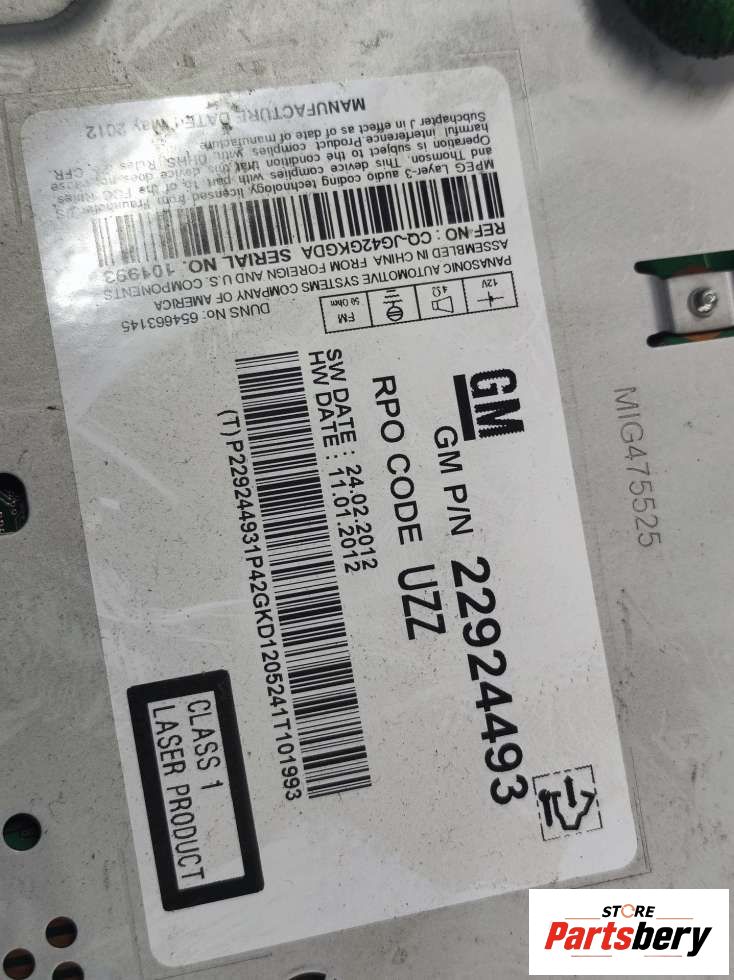 GM
GM P/N 22924493
RPO CODE UZZ
SW DATE : 24.02.2012
HW DATE : 11.01.2012
(T)P229244931P42GKD1205241T101993
CLASS 1
LASER PRODUCT
12V
4Ω
FM
50 Ohm
DUNS No: 654663145
PANASONIC AUTOMOTIVE SYSTEMS COMPANY OF AMERICA
ASSEMBLED IN CHINA FROM FOREIGN AND U.S. COMPONENTS
REF NO : CQ-JG42GKGDA SERIAL NO. 101993
MPEG Layer-3 audio coding technology, licensed from Fraunhofer IIS
and Thomson. This device complies with part of the FCC Rules.
Operation is subject to the condition that this device does not cause
harmful interference Product complies with DHHS Rules CFR
Subchapter J in effect as of date of manufacture
MANUFACTURE DATE : May 2012
MIG475525
STORE
Partsbery